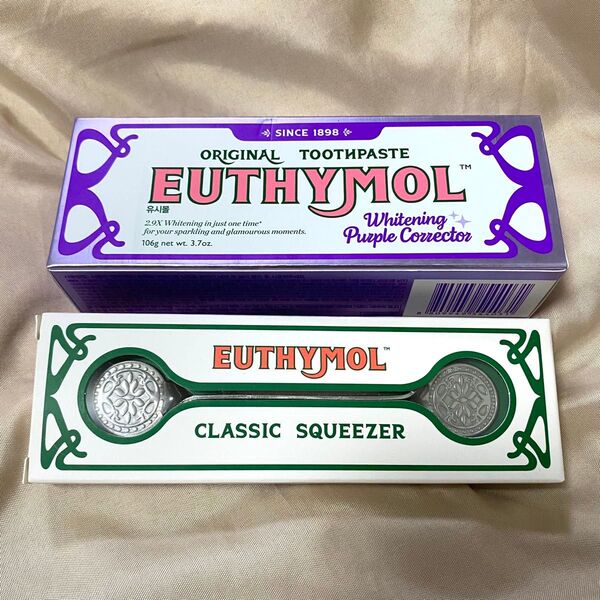 SINCE 1898
ORIGINAL TOOTHPASTE
EUTHYMOL™
유시몰
Whitening
Purple Corrector
2.9X Whitening in just one time*
for your sparkling and glamourous moments.
106g net wt. 3.7oz.
EUTHYMOL™
CLASSIC SQUEEZER